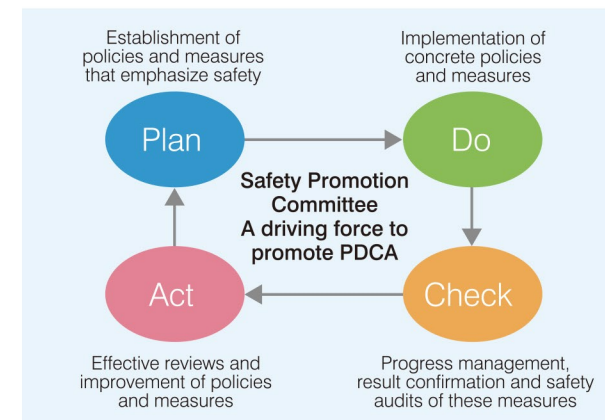 Establishment of
policies and measures
that emphasize safety
Implementation of
concrete policies
and measures
Plan
Do
Safety Promotion
Committee
A driving force to
promote PDCA
Act
Check
Effective reviews and
improvement of policies
and measures
Progress management,
result confirmation and safety
audits of these measures